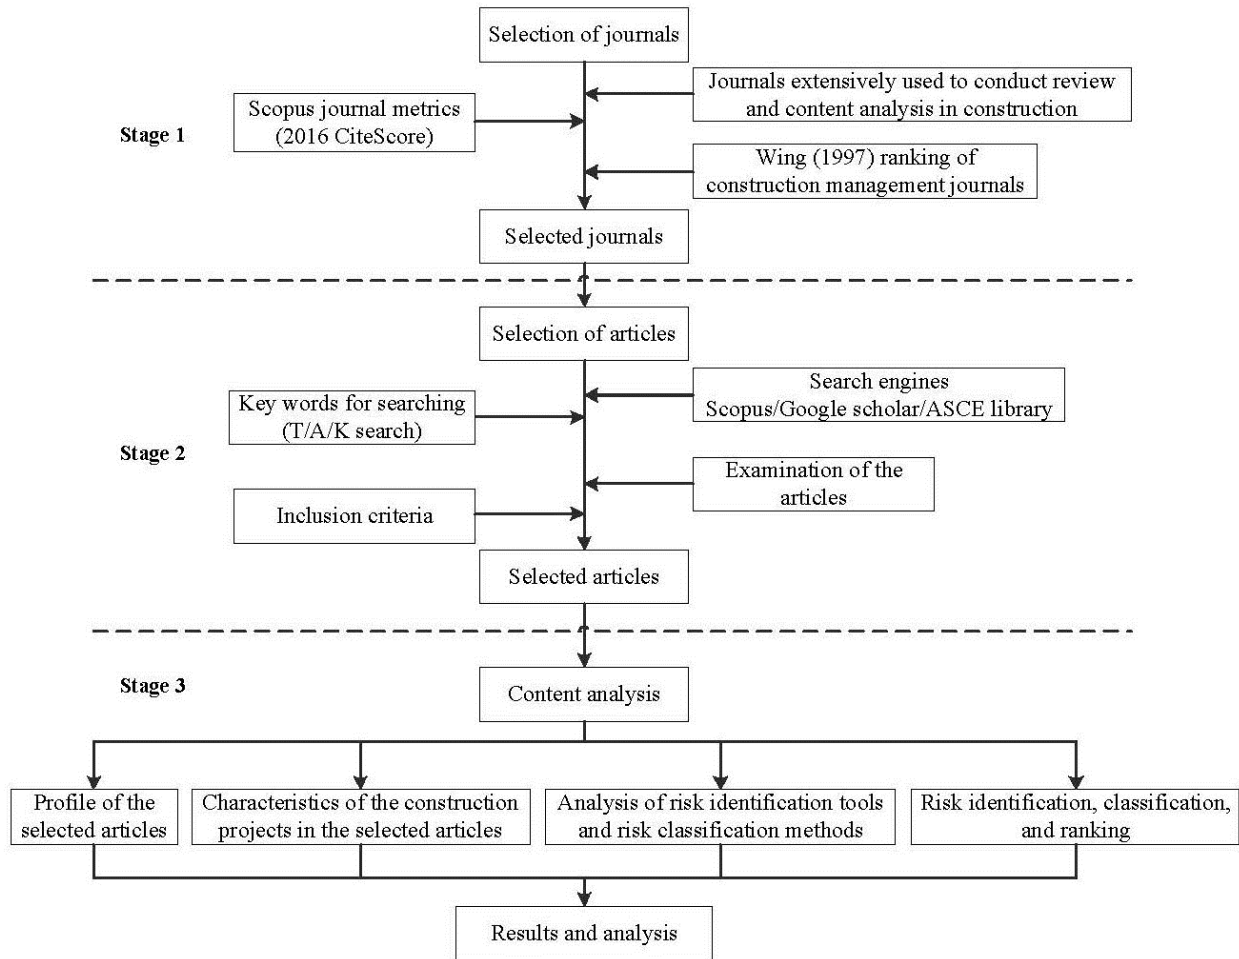 Selection of journals
Journals extensively used to conduct review
and content analysis in construction
Scopus journal metrics
(2016 CiteScore)
Stage 1
Wing (1997) ranking of
construction management journals
Selected journals
Selection of articles
Search engines
Scopus/Google scholar/ASCE library
Key words for searching
(T/A/K search)
Stage 2
Examination of the
articles
Inclusion criteria
Selected articles
Stage 3
Content analysis
Profile of the
selected articles
Characteristics of the construction
projects in the selected articles
Analysis of risk identification tools
and risk classification methods
Risk identification, classification,
and ranking
Results and analysis